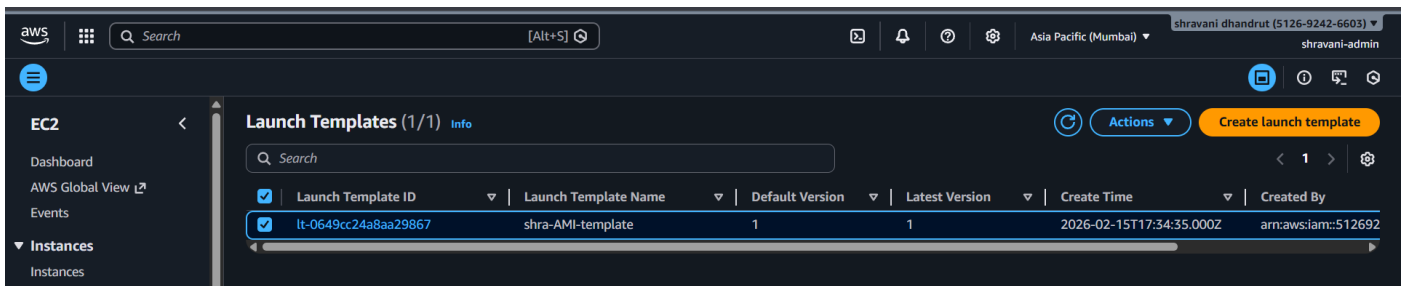 aws Search [Alt+S] Asia Pacific (Mumbai) ▼ shravani dhandrut (5126-9242-6603) ▼
shravani-admin
EC2
Dashboard
AWS Global View
Events
▼ Instances
Instances
Launch Templates (1/1) Info
Actions ▼ Create launch template
Search
1
Launch Template ID Launch Template Name Default Version Latest Version Create Time Created By
lt-0649cc24a8aa29867 shra-AMI-template 1 1 2026-02-15T17:34:35.000Z arn:aws:iam::512692